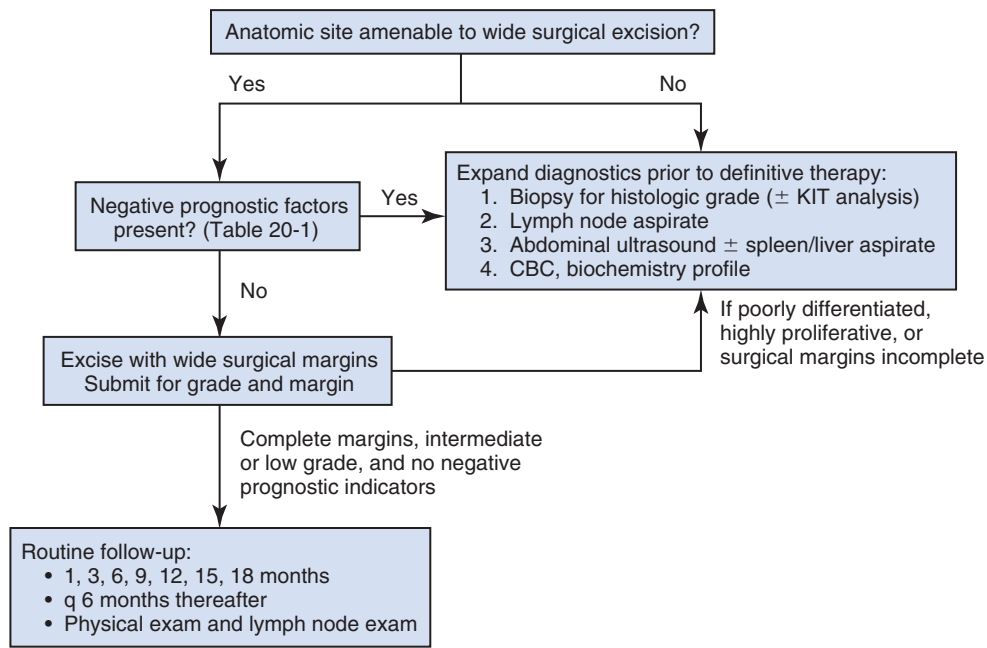 Anatomic site amenable to wide surgical excision?
Yes
No
Negative prognostic factors
present? (Table 20-1)
Yes
Expand diagnostics prior to definitive therapy:
1. Biopsy for histologic grade (± KIT analysis)
2. Lymph node aspirate
3. Abdominal ultrasound ± spleen/liver aspirate
4. CBC, biochemistry profile
No
If poorly differentiated,
highly proliferative, or
surgical margins incomplete
Excise with wide surgical margins
Submit for grade and margin
Complete margins, intermediate
or low grade, and no negative
prognostic indicators
Routine follow-up:
• 1, 3, 6, 9, 12, 15, 18 months
• q 6 months thereafter
• Physical exam and lymph node exam